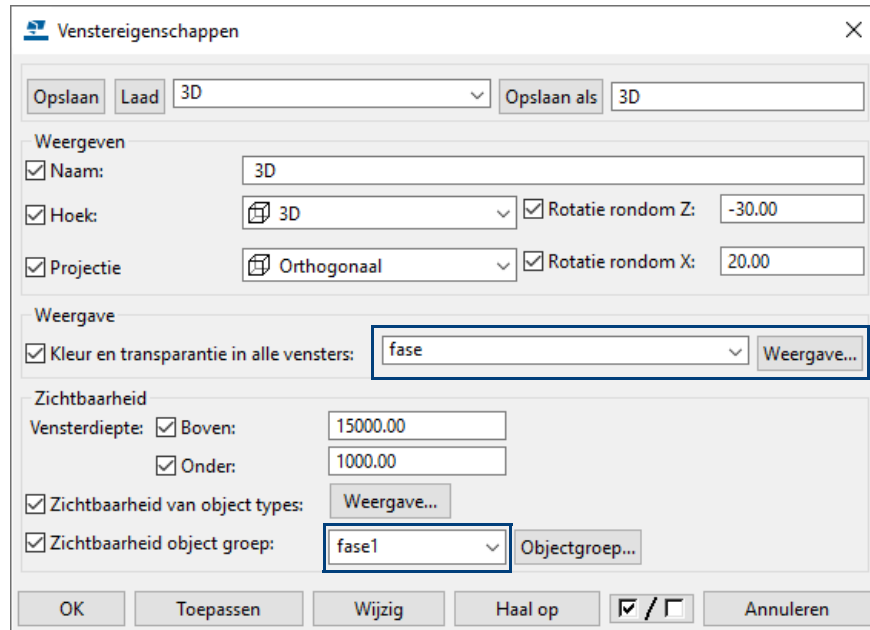 Venstereigenschappen
Opslaan Laad 3D Opslaan als 3D
Weergeven
Naam: 3D
Hoek: 3D Rotatie rondom Z: -30.00
Projectie Orthogonaal Rotatie rondom X: 20.00
Weergave
Kleur en transparantie in alle vensters: fase Weergave...
Zichtbaarheid
Vensterdiepte: Boven: 15000.00
Onder: 1000.00
Zichtbaarheid van object types: Weergave...
Zichtbaarheid object groep: fase1 Objectgroep...
OK Toepassen Wijzig Haal op / Annuleren